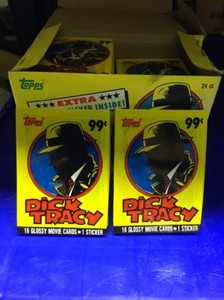 Topps
24 ct.
★★★ EXTRA ★★★
STICKER INSIDE!
Topps
99¢
DICK
TRACY
16 GLOSSY MOVIE CARDS • 1 STICKER
Topps
99¢
DICK
TRACY
16 GLOSSY MOVIE CARDS • 1 STICKER